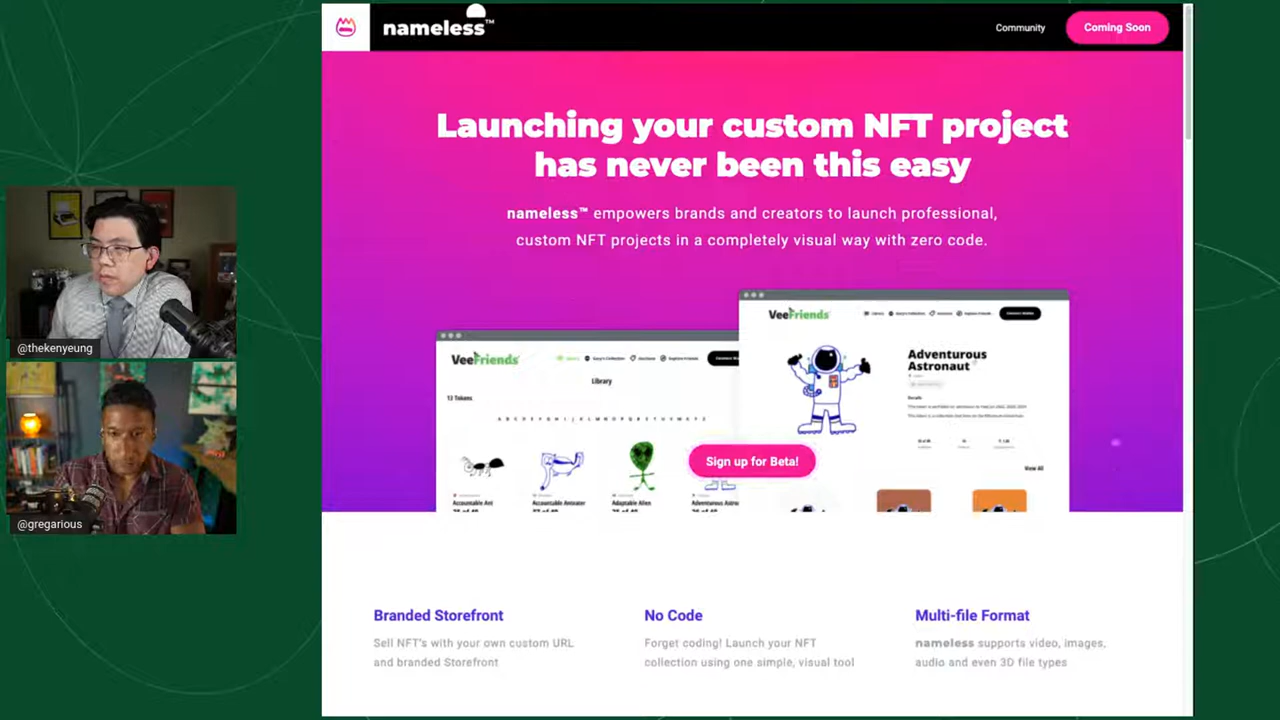 nameless™
Community
Coming Soon
Launching your custom NFT project
has never been this easy
nameless™ empowers brands and creators to launch professional,
custom NFT projects in a completely visual way with zero code.
VeeFriends
Library
13 Tokens
A B C D E F G H I J K L M N O P Q R S T U V W X Y Z
Accountable Ant
Accountable Anteater
Adaptable Alien
VeeFriends
Adventurous
Astronaut
Details
View All
Sign up for Beta!
@thekenyeung
@gregarious
Branded Storefront
Sell NFT's with your own custom URL
and branded Storefront
No Code
Forget coding! Launch your NFT
collection using one simple, visual tool
Multi-file Format
nameless supports video, images,
audio and even 3D file types